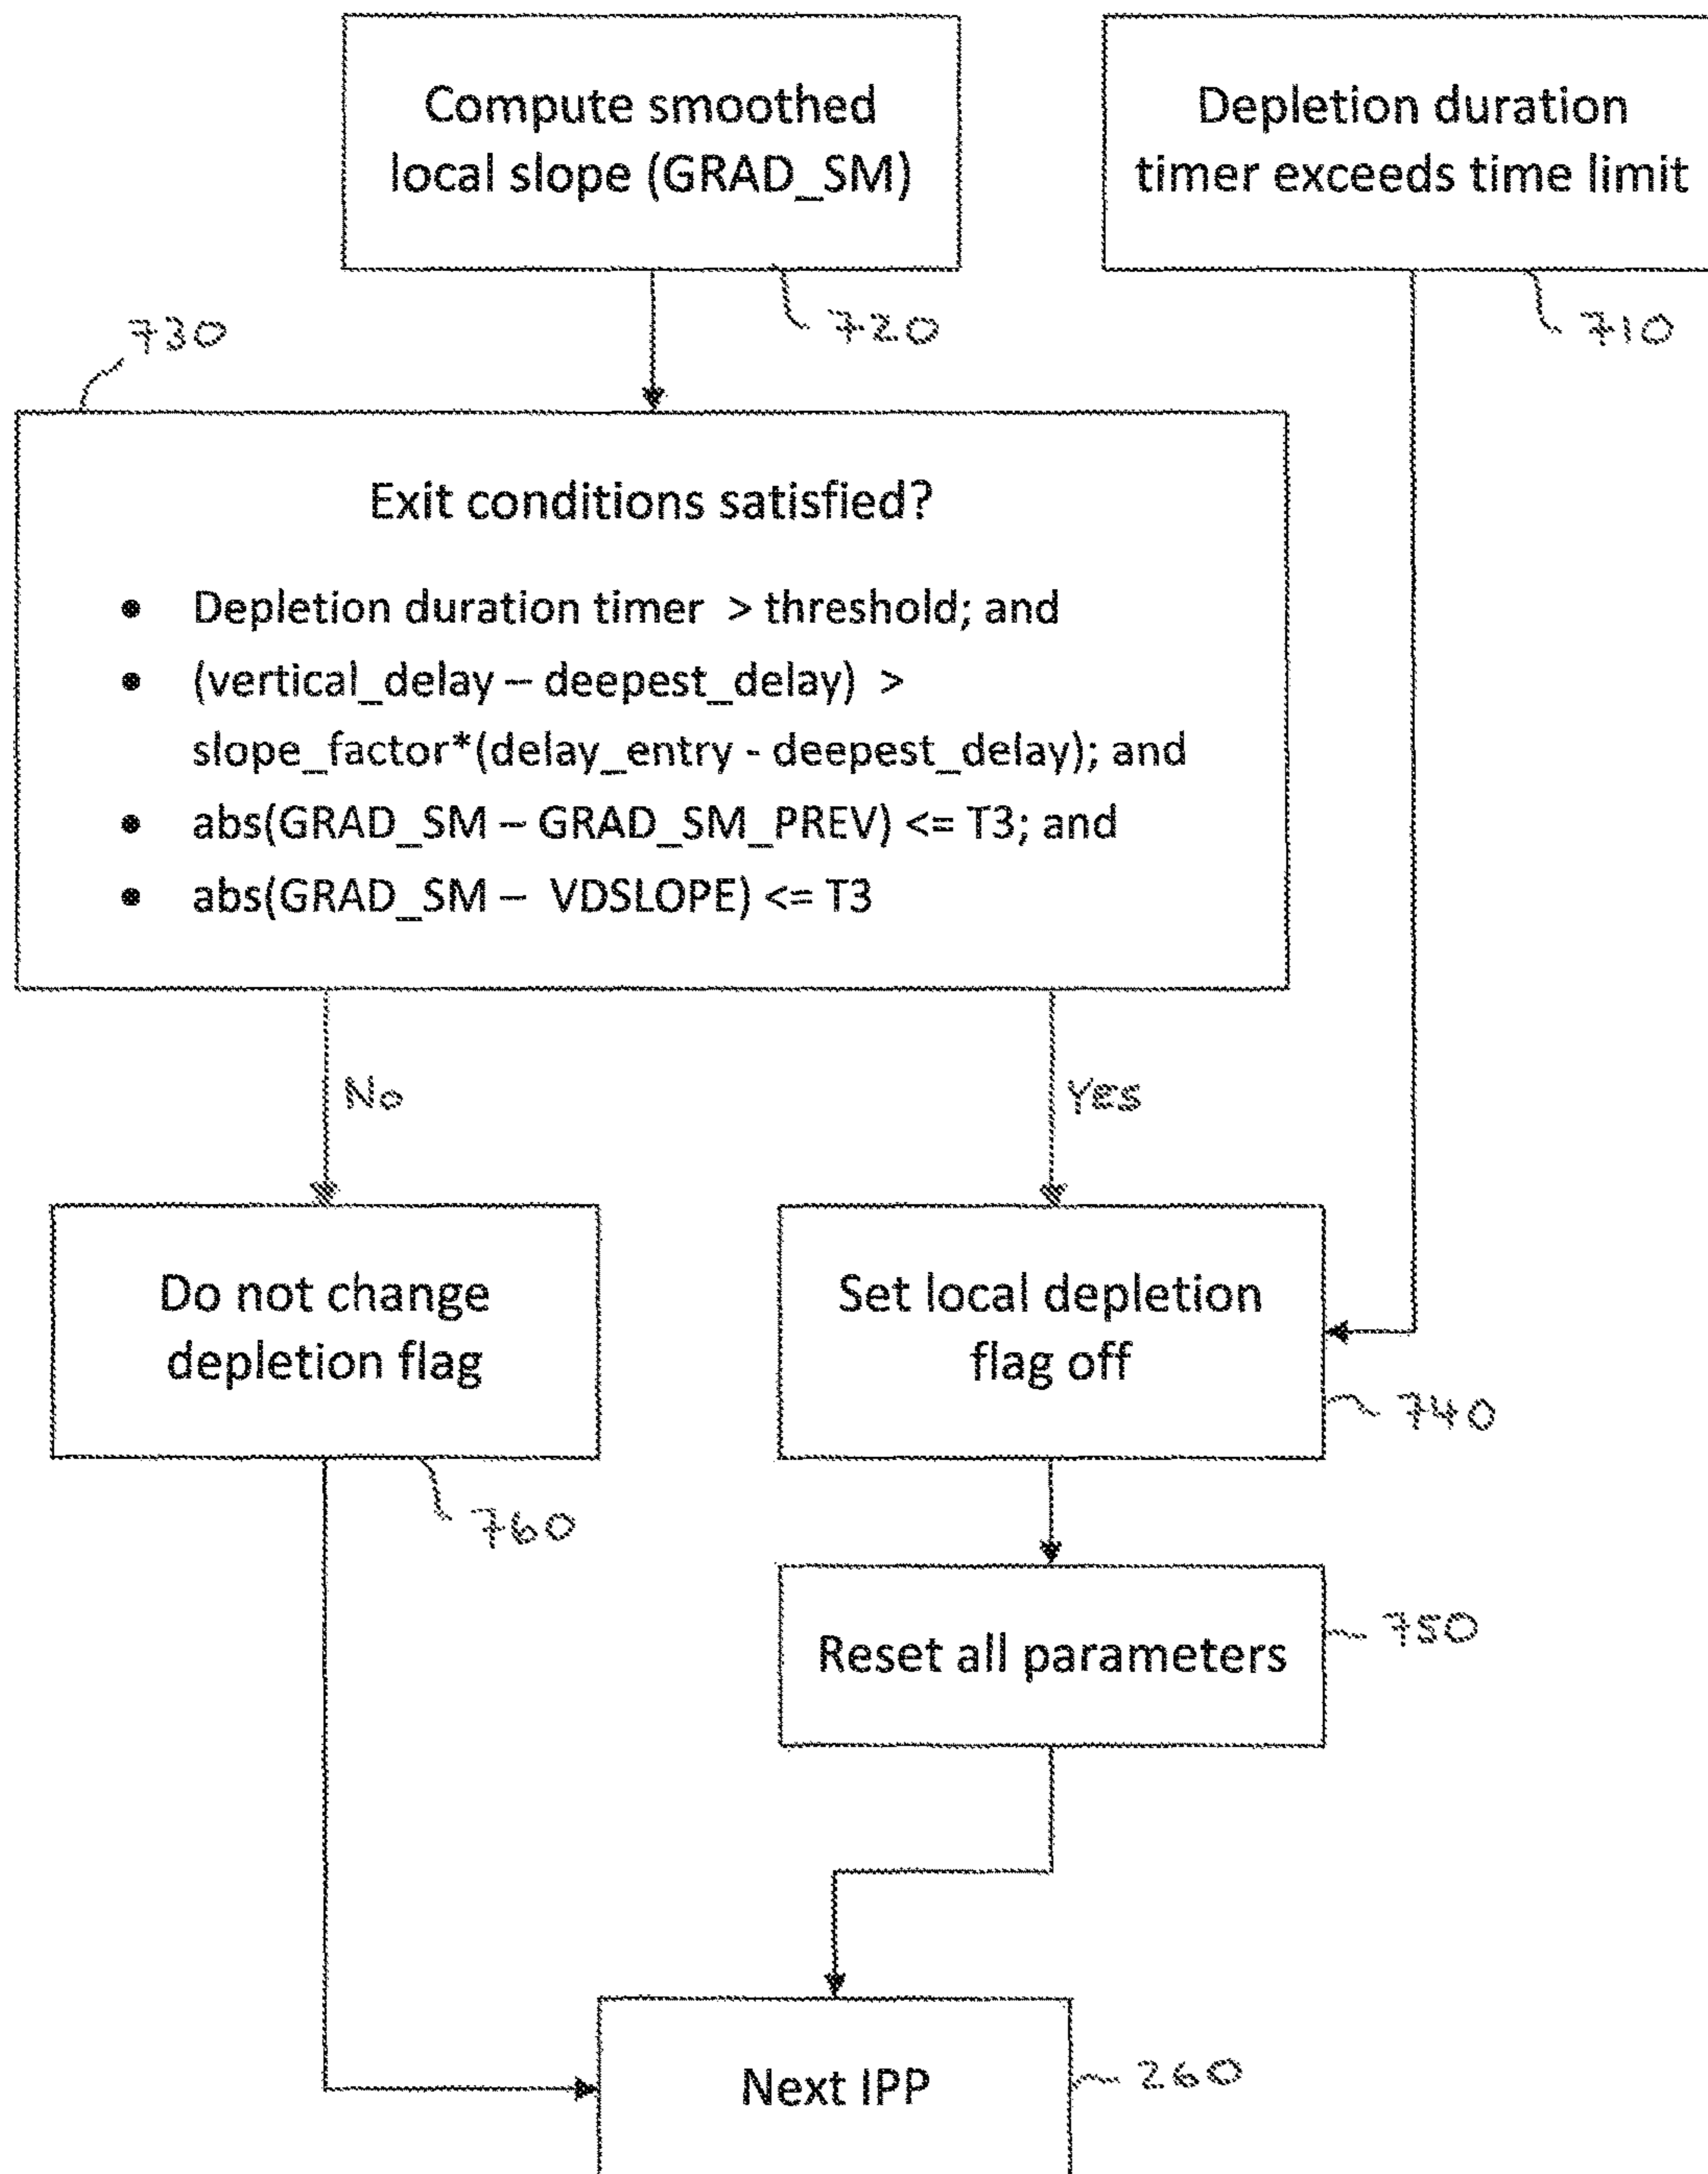 Compute smoothed
local slope (GRAD_SM)
Depletion duration
timer exceeds time limit
720
710
730
Exit conditions satisfied?
• Depletion duration timer > threshold; and
• (vertical_delay – deepest_delay) >
slope_factor*(delay_entry - deepest_delay); and
• abs(GRAD_SM – GRAD_SM_PREV) <= T3; and
• abs(GRAD_SM – VDSLOPE) <= T3
No
Yes
Do not change
depletion flag
760
Set local depletion
flag off
740
Reset all parameters
750
Next IPP
260